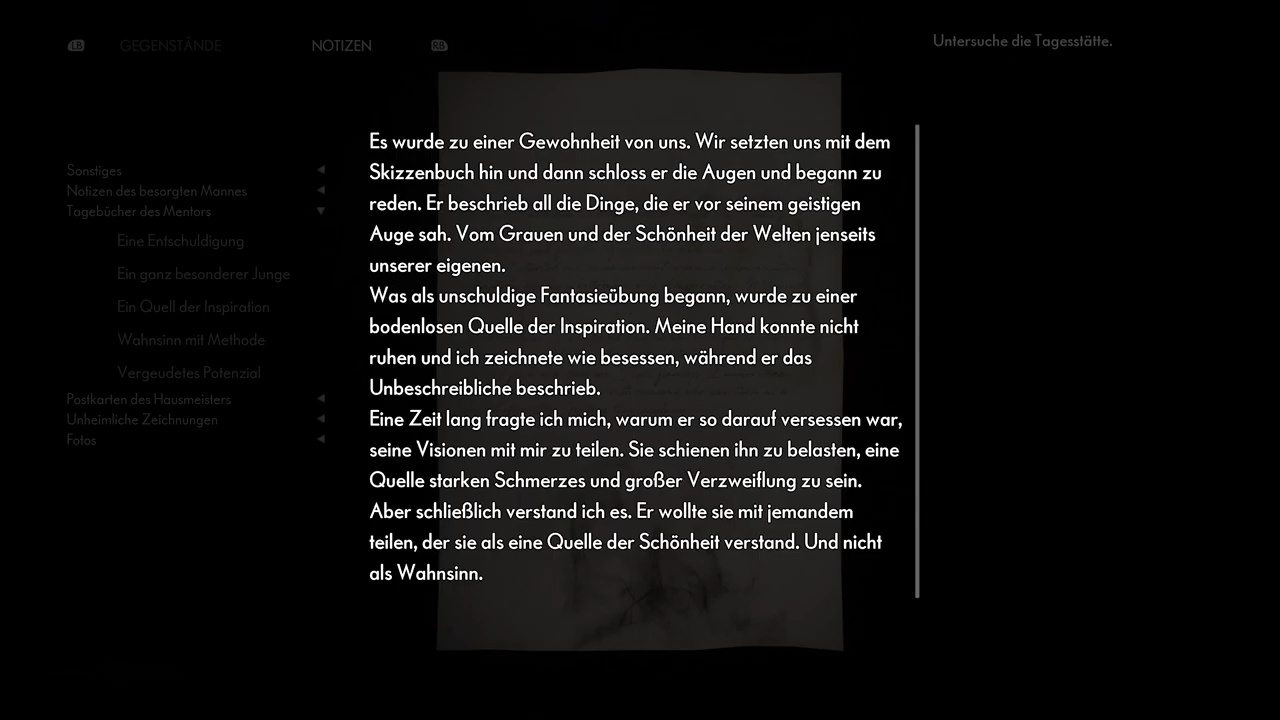 LB GEGENSTÄNDE NOTIZEN RB
Untersuche die Tagesstätte.
Sonstiges
Notizen des besorgten Mannes
Tagebücher des Mentors
Eine Entschuldigung
Ein ganz besonderer Junge
Ein Quell der Inspiration
Wahnsinn mit Methode
Vergeudetes Potenzial
Postkarten des Hausmeisters
Unheimliche Zeichnungen
Fotos
Es wurde zu einer Gewohnheit von uns. Wir setzten uns mit dem
Skizzenbuch hin und dann schloss er die Augen und begann zu
reden. Er beschrieb all die Dinge, die er vor seinem geistigen
Auge sah. Vom Grauen und der Schönheit der Welten jenseits
unserer eigenen.
Was als unschuldige Fantasieübung begann, wurde zu einer
bodenlosen Quelle der Inspiration. Meine Hand konnte nicht
ruhen und ich zeichnete wie besessen, während er das
Unbeschreibliche beschrieb.
Eine Zeit lang fragte ich mich, warum er so darauf versessen war,
seine Visionen mit mir zu teilen. Sie schienen ihn zu belasten, eine
Quelle starken Schmerzes und großer Verzweiflung zu sein.
Aber schließlich verstand ich es. Er wollte sie mit jemandem
teilen, der sie als eine Quelle der Schönheit verstand. Und nicht
als Wahnsinn.